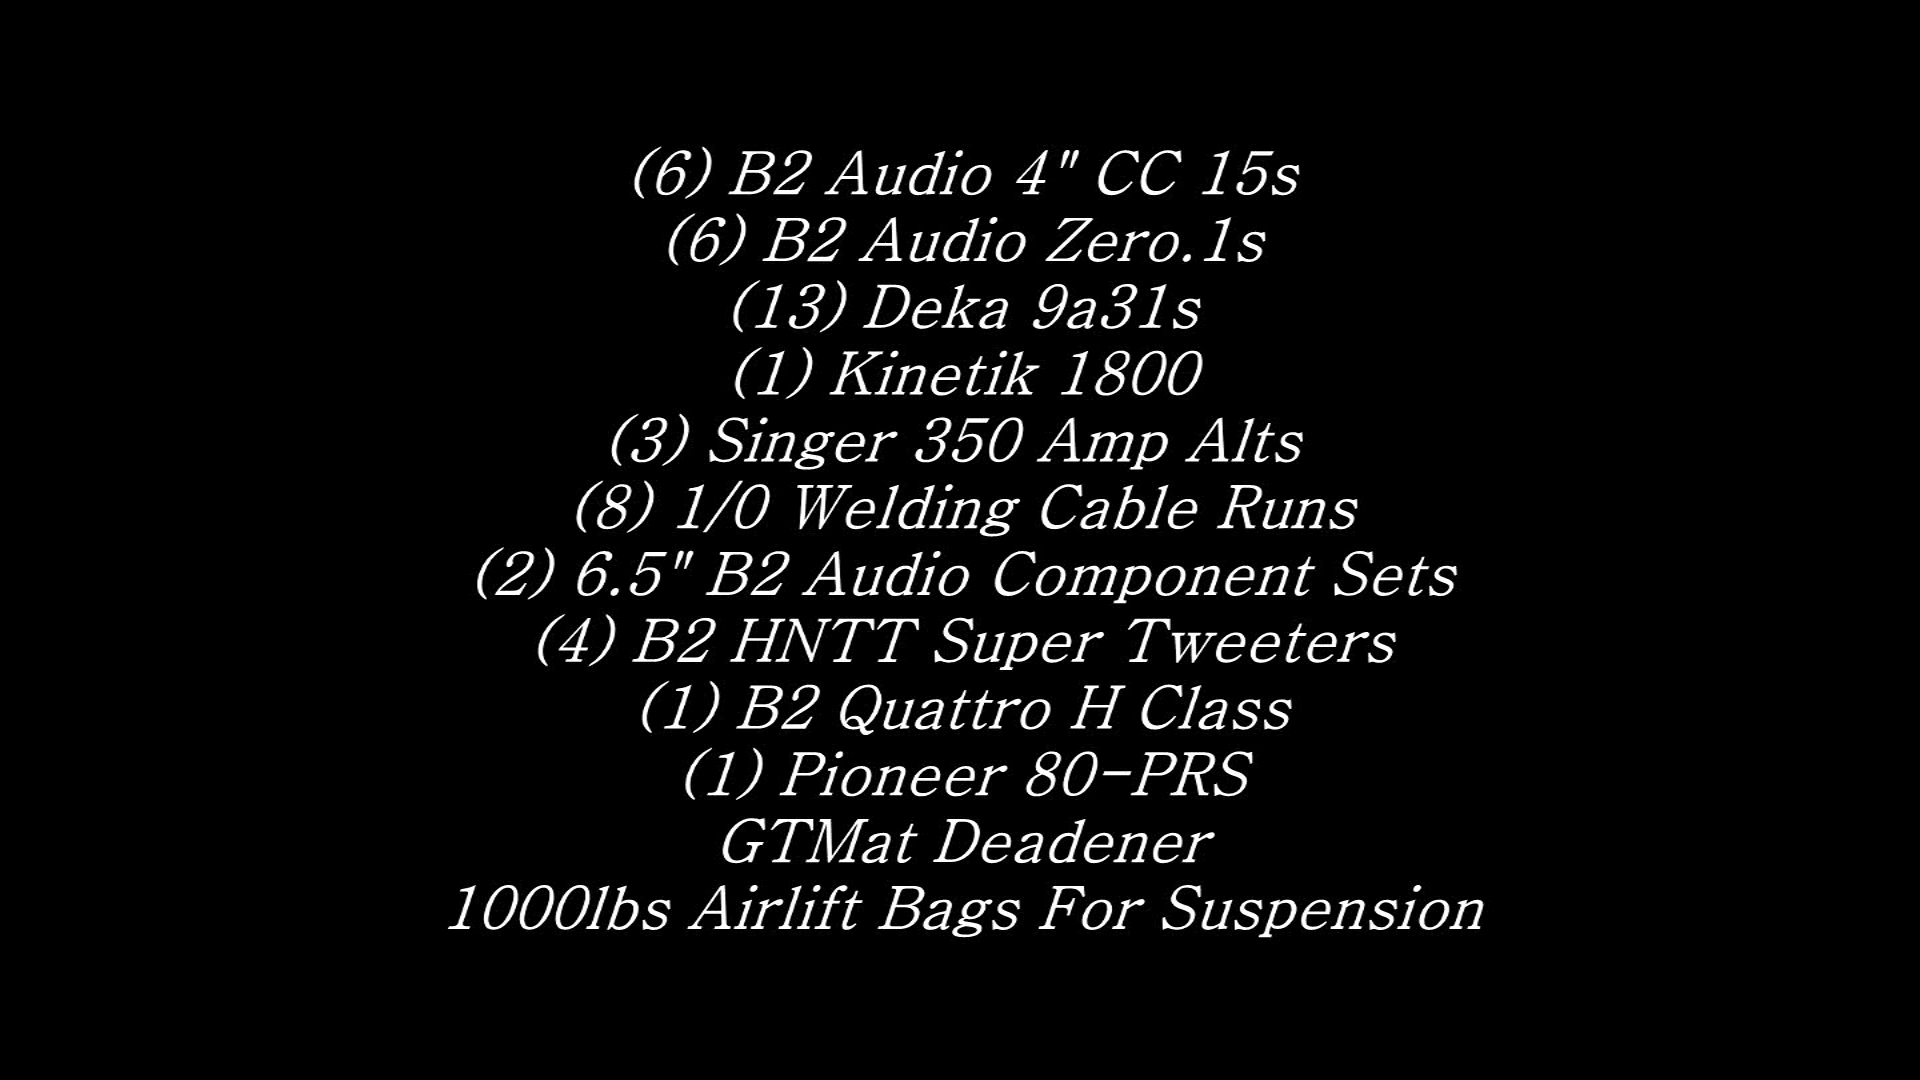 (6) B2 Audio 4" CC 15s
(6) B2 Audio Zero.1s
(13) Deka 9a31s
(1) Kinetik 1800
(3) Singer 350 Amp Alts
(8) 1/0 Welding Cable Runs
(2) 6.5" B2 Audio Component Sets
(4) B2 HNTT Super Tweeters
(1) B2 Quattro H Class
(1) Pioneer 80-PRS
GTMat Deadener
1000lbs Airlift Bags For Suspension